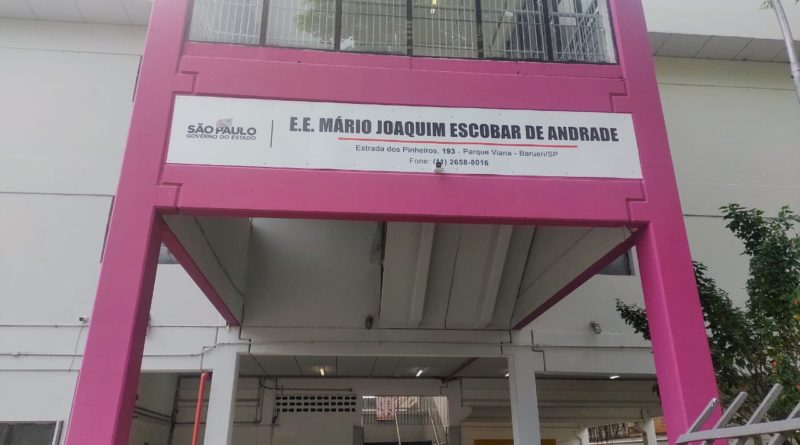 SÃO PAULO
GOVERNO DO ESTADO
E.E. MÁRIO JOAQUIM ESCOBAR DE ANDRADE
Estrada dos Pinheiros, 193 - Parque Viana - Barueri/SP
Fone: (11) 2658-8016